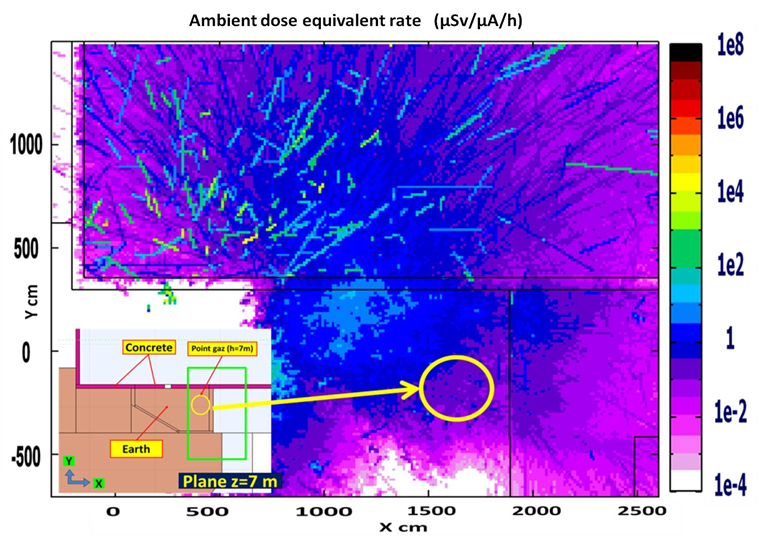 Ambient dose equivalent rate (µSv/µA/h)
1e8
1e6
1e4
1e2
1
1e-2
1e-4
Y cm
1000
500
0
-500
Concrete
Point gaz (h=7m)
Earth
Y
X
Plane z=7 m
0
500
1000
1500
2000
2500
X cm